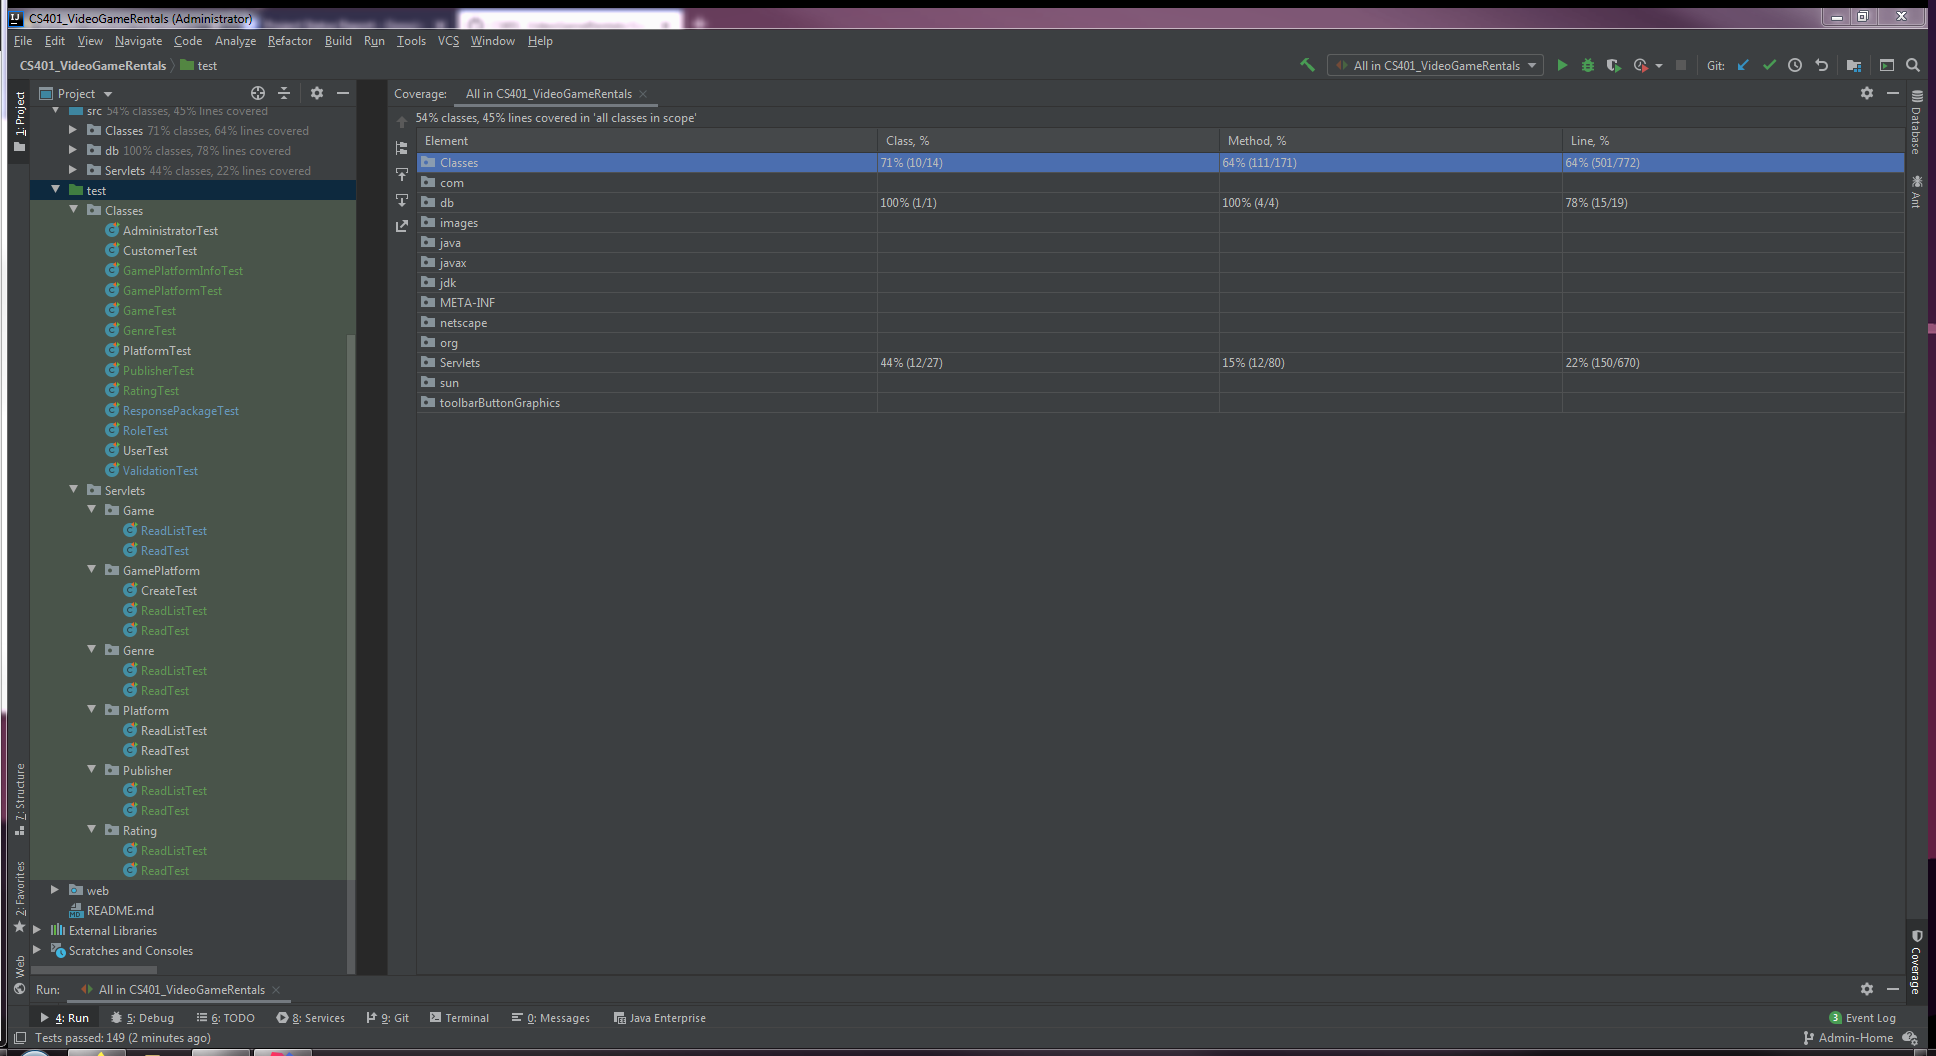 CS401_VideoGameRentals (Administrator)
File Edit View Navigate Code Analyze Refactor Build Run Tools VCS Window Help
CS401_VideoGameRentals test
All in CS401_VideoGameRentals
Git:
1: Project
Project
src 54% classes, 45% lines covered
Classes 71% classes, 64% lines covered
db 100% classes, 78% lines covered
Servlets 44% classes, 22% lines covered
test
Classes
AdministratorTest
CustomerTest
GamePlatformInfoTest
GamePlatformTest
GameTest
GenreTest
PlatformTest
PublisherTest
RatingTest
ResponsePackageTest
RoleTest
UserTest
ValidationTest
Servlets
Game
ReadListTest
ReadTest
GamePlatform
CreateTest
ReadListTest
ReadTest
Genre
ReadListTest
ReadTest
Platform
ReadListTest
ReadTest
Publisher
ReadListTest
ReadTest
Rating
ReadListTest
ReadTest
web
README.md
External Libraries
Scratches and Consoles
7: Structure
2: Favorites
Web
Coverage: All in CS401_VideoGameRentals
54% classes, 45% lines covered in 'all classes in scope'
Element Class, % Method, % Line, %
Classes 71% (10/14) 64% (111/171) 64% (501/772)
com
db 100% (1/1) 100% (4/4) 78% (15/19)
images
java
javax
jdk
META-INF
netscape
org
Servlets 44% (12/27) 15% (12/80) 22% (150/670)
sun
toolbarButtonGraphics
Database
Ant
Coverage
Run: All in CS401_VideoGameRentals
4: Run 5: Debug 6: TODO 8: Services 9: Git Terminal 0: Messages Java Enterprise
3 Event Log
Tests passed: 149 (2 minutes ago)
Admin-Home